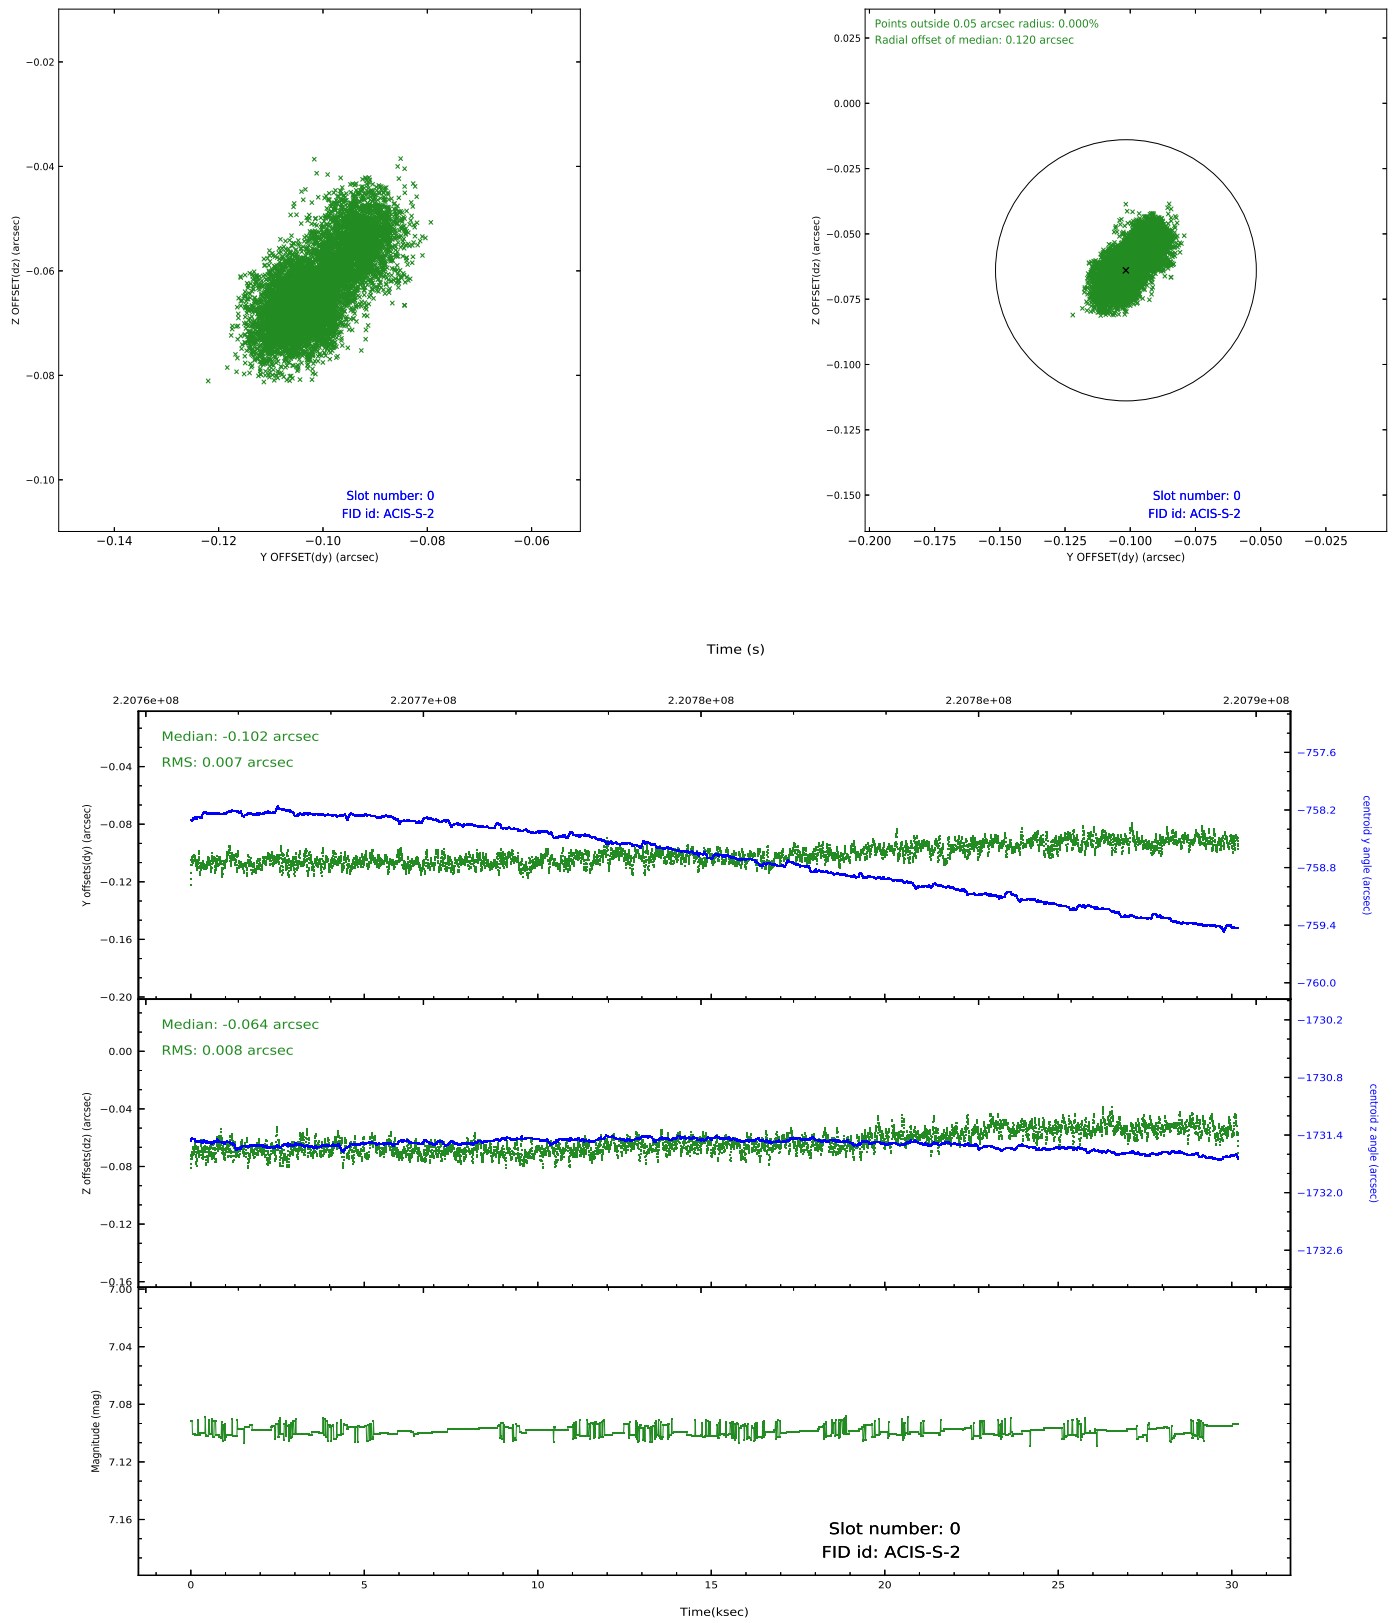 −0.02
−0.04
−0.06
−0.08
−0.10
Z OFFSET(dz) (arcsec)
Slot number: 0
FID id: ACIS-S-2
−0.14
−0.12
−0.10
−0.08
−0.06
Y OFFSET(dy) (arcsec)
Points outside 0.05 arcsec radius: 0.000%
Radial offset of median: 0.120 arcsec
0.025
0.000
−0.025
−0.050
−0.075
−0.100
−0.125
−0.150
Z OFFSET(dz) (arcsec)
Slot number: 0
FID id: ACIS-S-2
−0.200
−0.175
−0.150
−0.125
−0.100
−0.075
−0.050
−0.025
Y OFFSET(dy) (arcsec)
Time (s)
2.2076e+08
2.2077e+08
2.2078e+08
2.2078e+08
2.2079e+08
Median: -0.102 arcsec
RMS: 0.007 arcsec
−0.04
−0.08
−0.12
−0.16
−0.20
Y offsets(dy) (arcsec)
−757.6
−758.2
−758.8
−759.4
−760.0
centroid y angle (arcsec)
Median: -0.064 arcsec
RMS: 0.008 arcsec
0.00
−0.04
−0.08
−0.12
−0.16
Z offsets(dz) (arcsec)
−1730.2
−1730.8
−1731.4
−1732.0
−1732.6
centroid z angle (arcsec)
7.00
7.04
7.08
7.12
7.16
Magnitude (mag)
Slot number: 0
FID id: ACIS-S-2
0
5
10
15
20
25
30
Time(ksec)